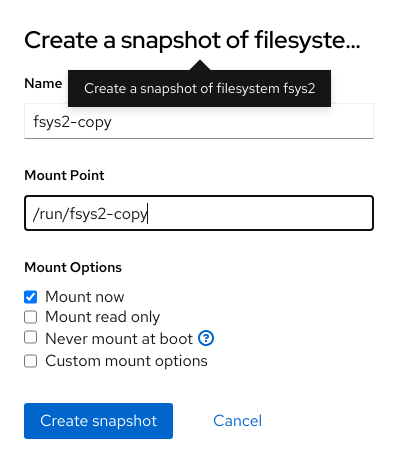 Create a snapshot of filesyste...
Name
Create a snapshot of filesystem fsys2
fsys2-copy
Mount Point
/run/fsys2-copy
Mount Options
Mount now
Mount read only
Never mount at boot ?
Custom mount options
Create snapshot Cancel